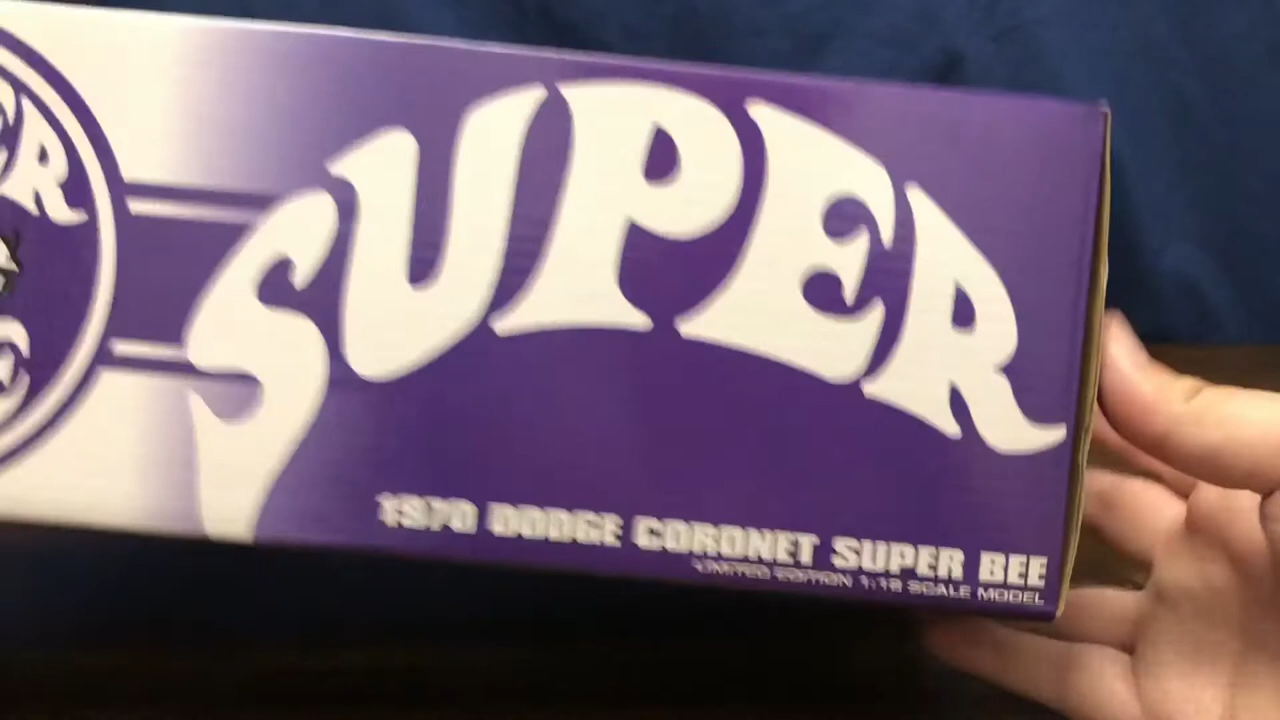 SUPER
1970 DODGE CORONET SUPER BEE
LIMITED EDITION 1:18 SCALE MODEL